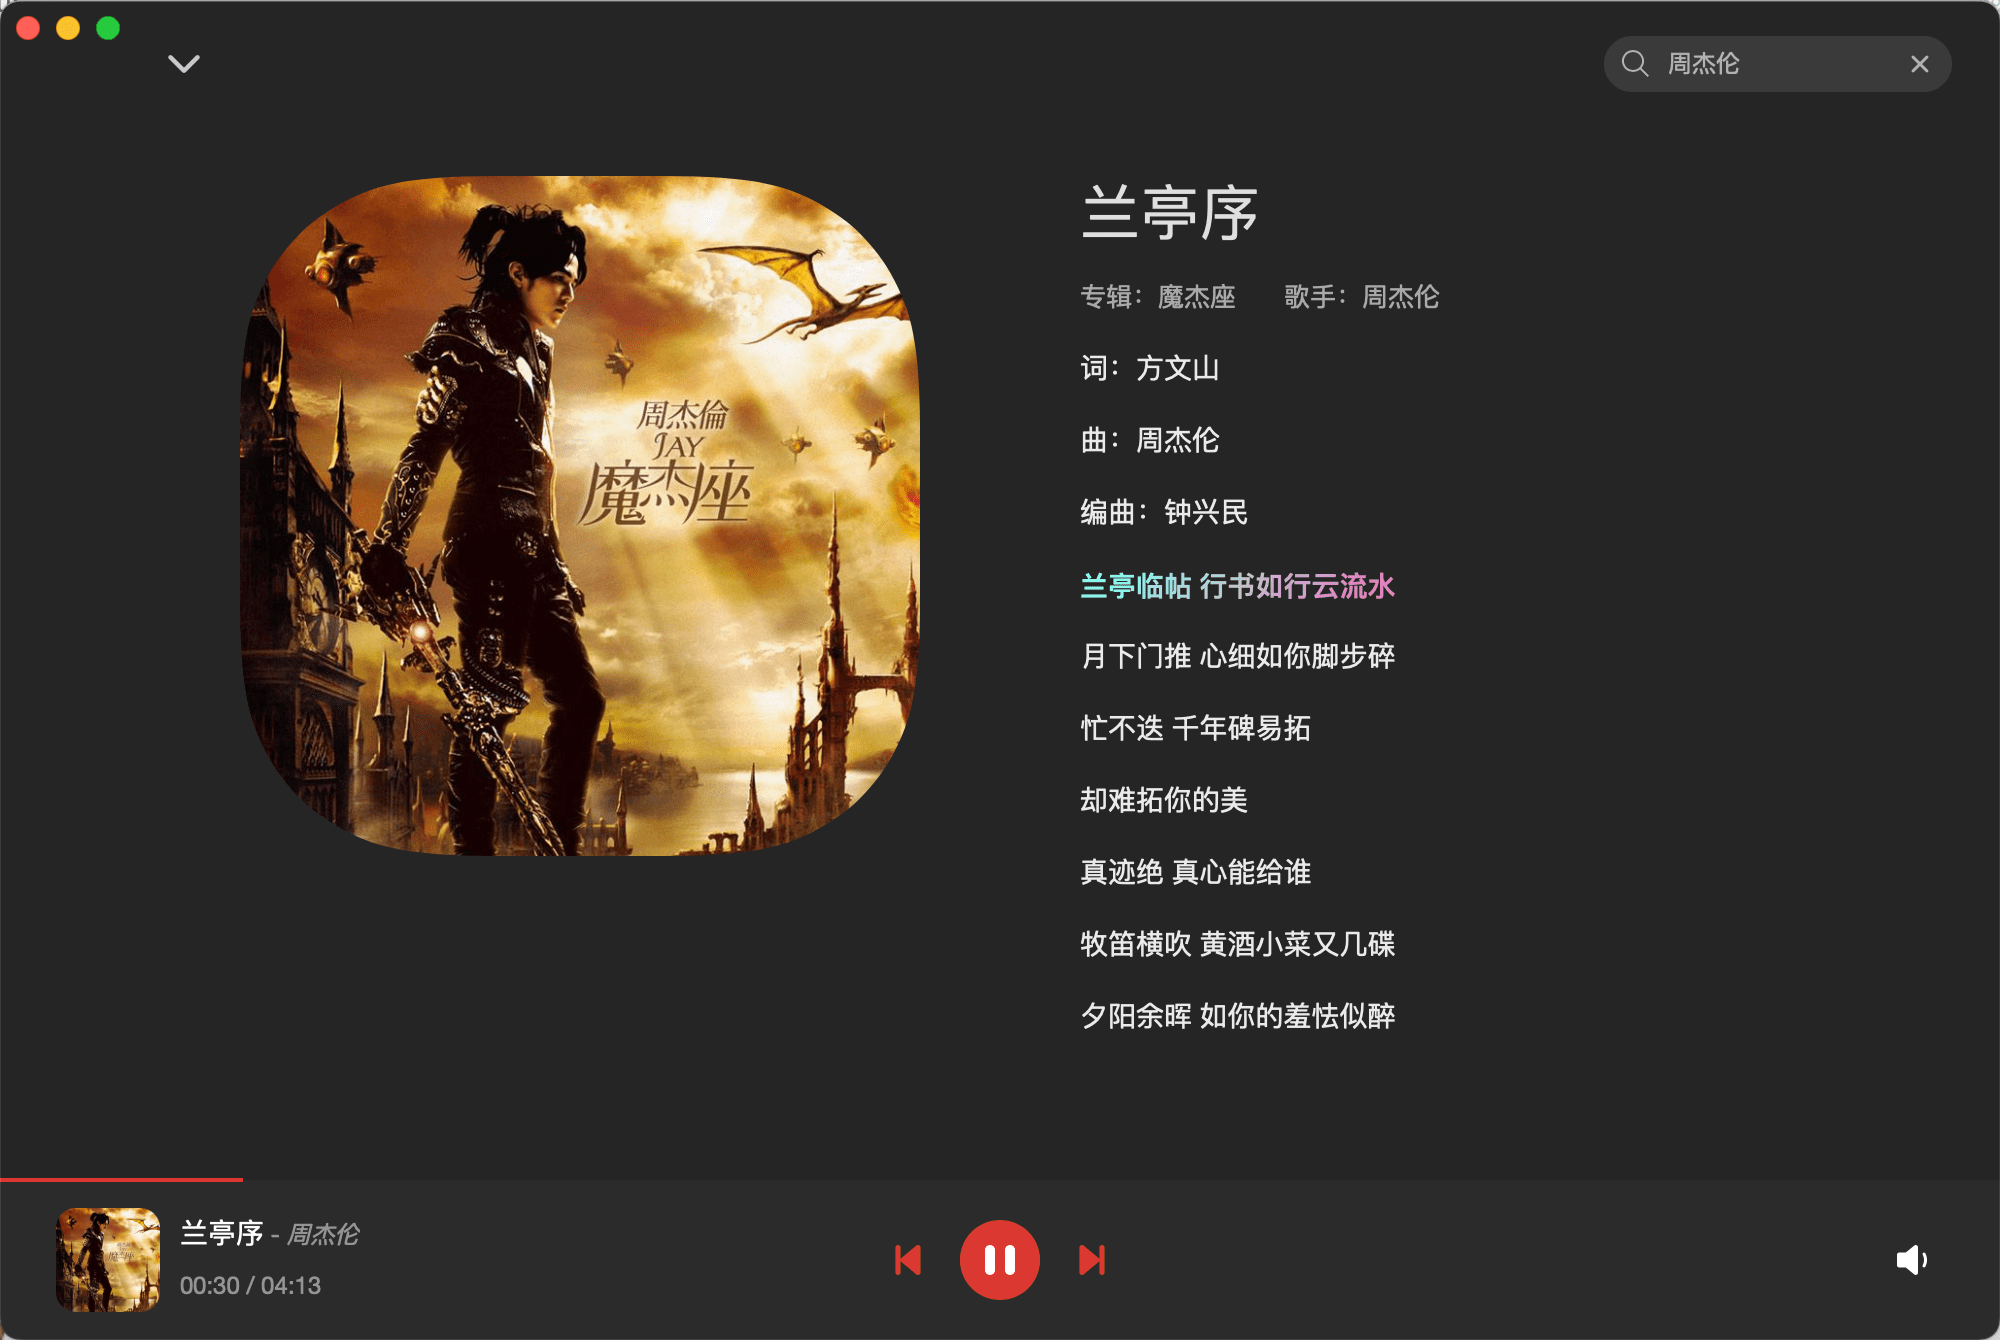 周杰伦
周杰倫
JAY
魔杰座
兰亭序
专辑：魔杰座 歌手：周杰伦
词：方文山
曲：周杰伦
编曲：钟兴民
兰亭临帖 行书如行云流水
月下门推 心细如你脚步碎
忙不迭 千年碑易拓
却难拓你的美
真迹绝 真心能给谁
牧笛横吹 黄酒小菜又几碟
夕阳余晖 如你的羞怯似醉
兰亭序 - 周杰伦
00:30 / 04:13